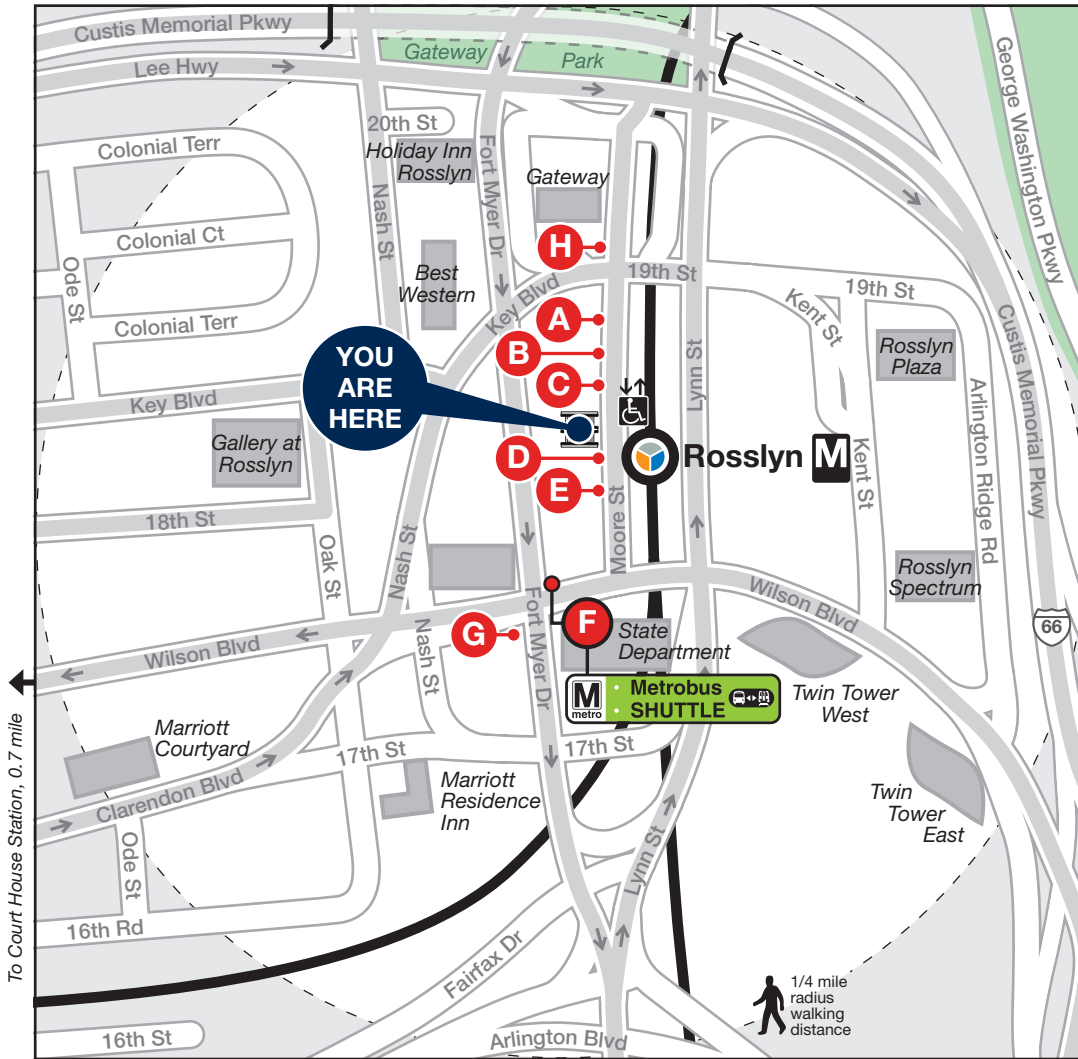 Custis Memorial Pkwy
Gateway
Park
Lee Hwy
George Washington Pkwy
20th St
Colonial Terr
Holiday Inn
Rosslyn
Fort Myer Dr
Gateway
Nash St
Colonial Ct
H
Ode St
Best
Western
19th St
Key Blvd
Kent St
19th St
Custis Memorial Pkwy
Colonial Terr
A
B
C
YOU
ARE
HERE
Lynn St
Rosslyn
Plaza
Arlington Ridge Rd
Key Blvd
Gallery at
Rosslyn
D
E
Rosslyn
M
Kent St
Moore St
18th St
Oak St
Nash St
Rosslyn
Spectrum
Wilson Blvd
66
F
G
State
Department
Wilson Blvd
Nash St
Fort Myer Dr
M
metro
Metrobus
SHUTTLE
Twin Tower
West
Marriott
Courtyard
17th St
17th St
Clarendon Blvd
Marriott
Residence
Inn
Twin
Tower
East
Ode St
Lynn St
To Court House Station, 0.7 mile
16th Rd
Fairfax Dr
1/4 mile
radius
walking
distance
16th St
Arlington Blvd